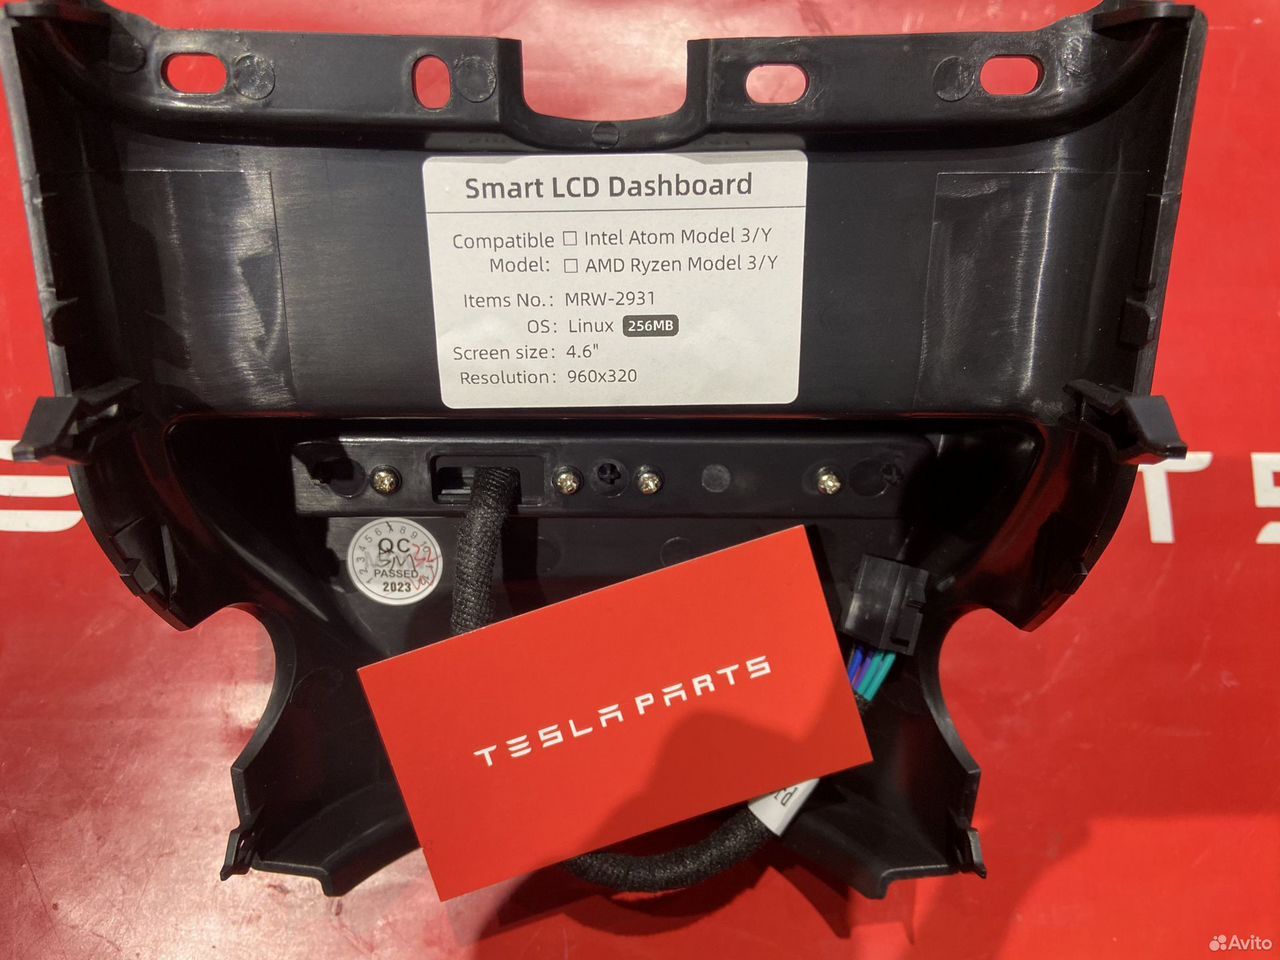 Smart LCD Dashboard
Compatible ☐ Intel Atom Model 3/Y
Model: ☐ AMD Ryzen Model 3/Y
Items No.: MRW-2931
OS: Linux 256MB
Screen size: 4.6"
Resolution: 960x320
QC
PASSED
2023
TESLA PARTS
T
Avito